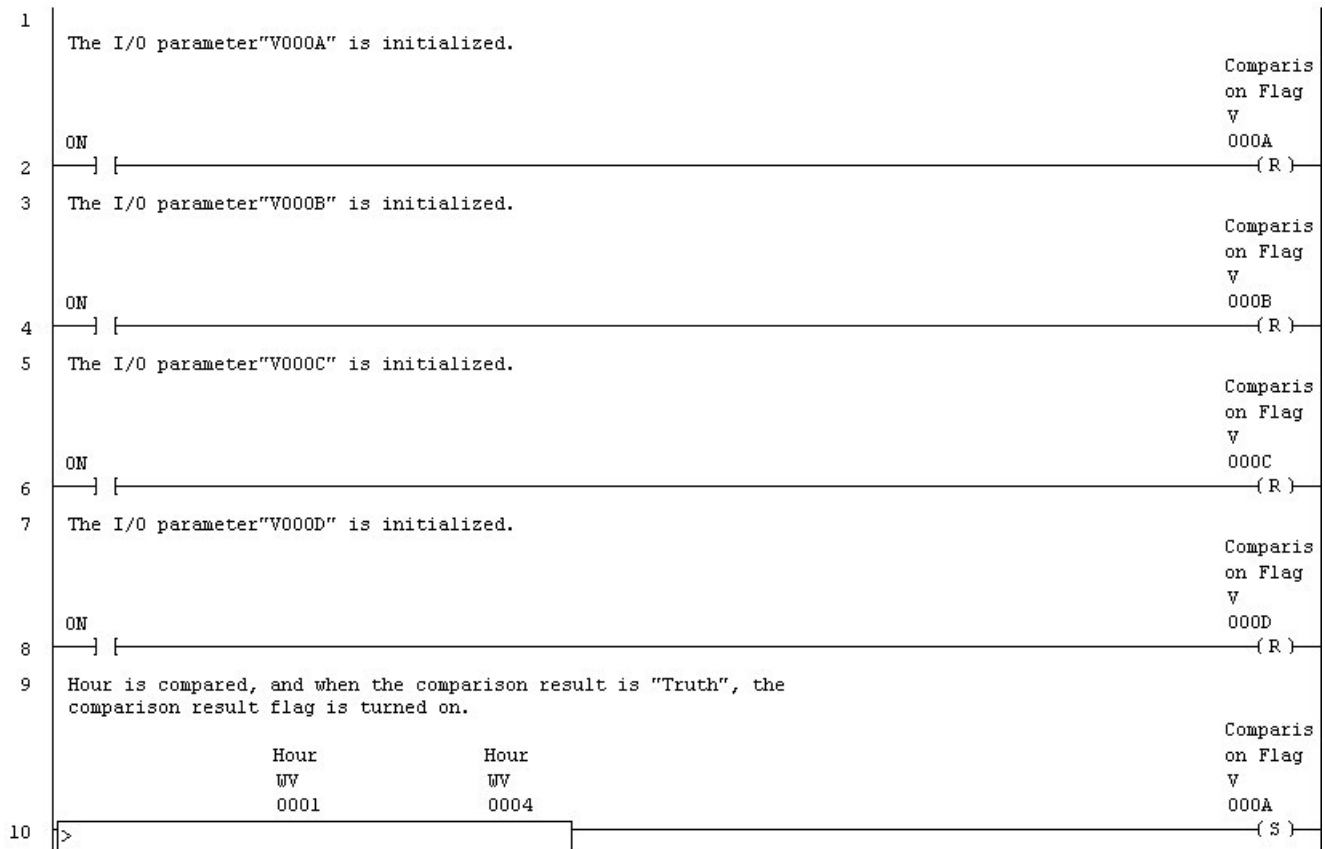 1
The I/O parameter"V000A" is initialized.
Comparis
on Flag
V
ON 000A
2 ] [ (R)
3 The I/O parameter"V000B" is initialized.
Comparis
on Flag
V
ON 000B
4 ] [ (R)
5 The I/O parameter"V000C" is initialized.
Comparis
on Flag
V
ON 000C
6 ] [ (R)
7 The I/O parameter"V000D" is initialized.
Comparis
on Flag
V
ON 000D
8 ] [ (R)
9 Hour is compared, and when the comparison result is "Truth", the
comparison result flag is turned on.
Comparis
Hour Hour on Flag
WV WV V
0001 0004 000A
10 > (S)